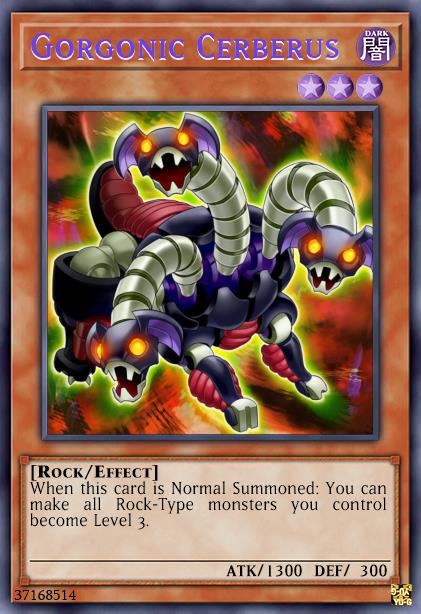 Gorgonic Cerberus
DARK
闇
[Rock/Effect]
When this card is Normal Summoned: You can
make all Rock-Type monsters you control
become Level 3.
ATK/1300 DEF/ 300
37168514